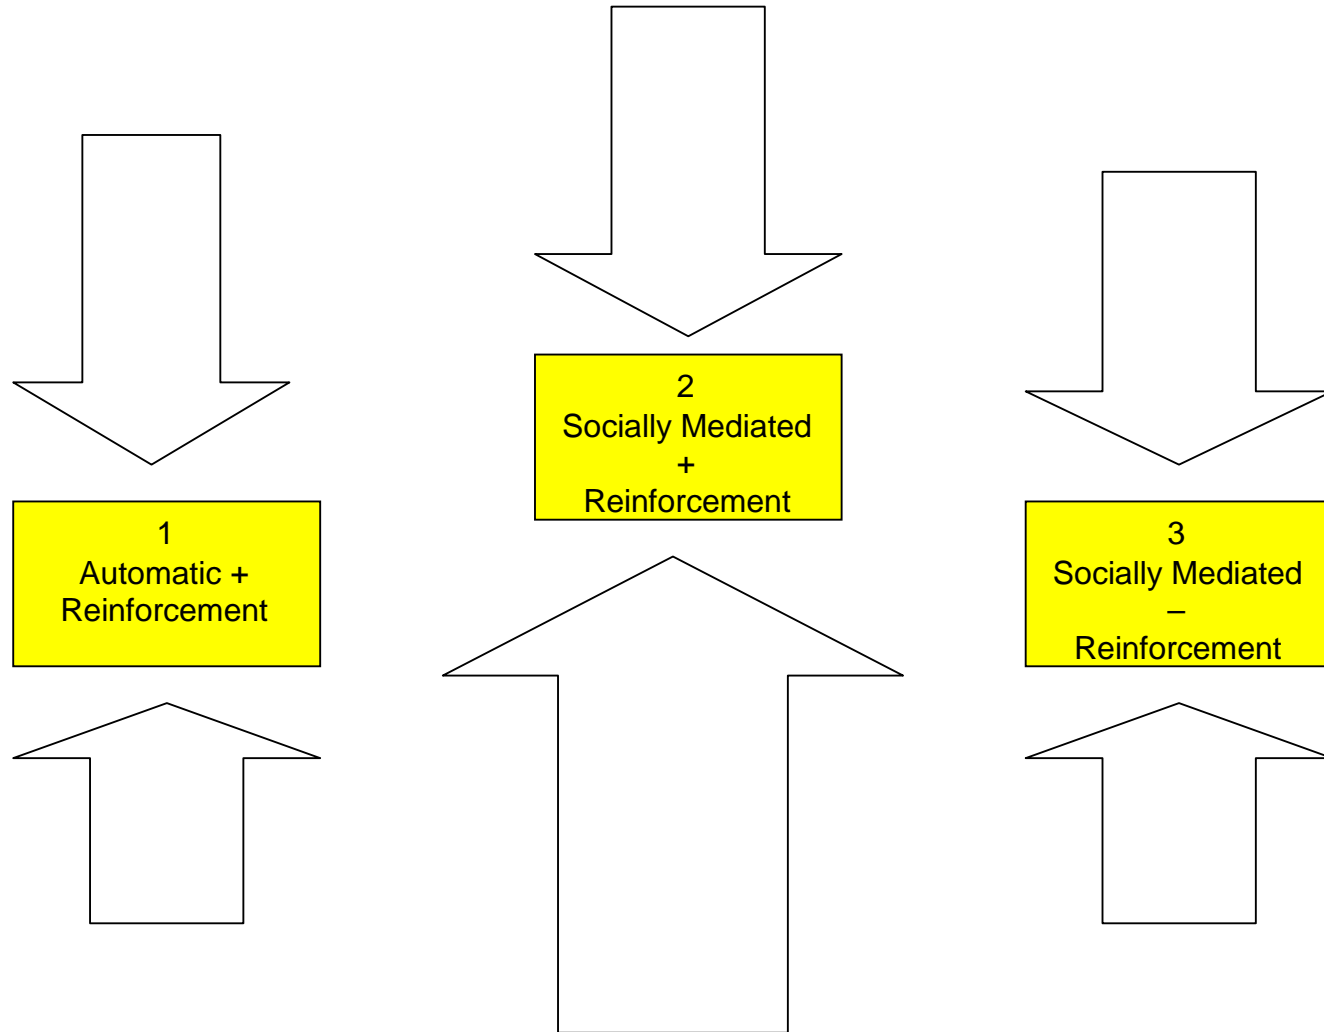 1
Automatic +
Reinforcement
2
Socially Mediated
+
Reinforcement
3
Socially Mediated
–
Reinforcement